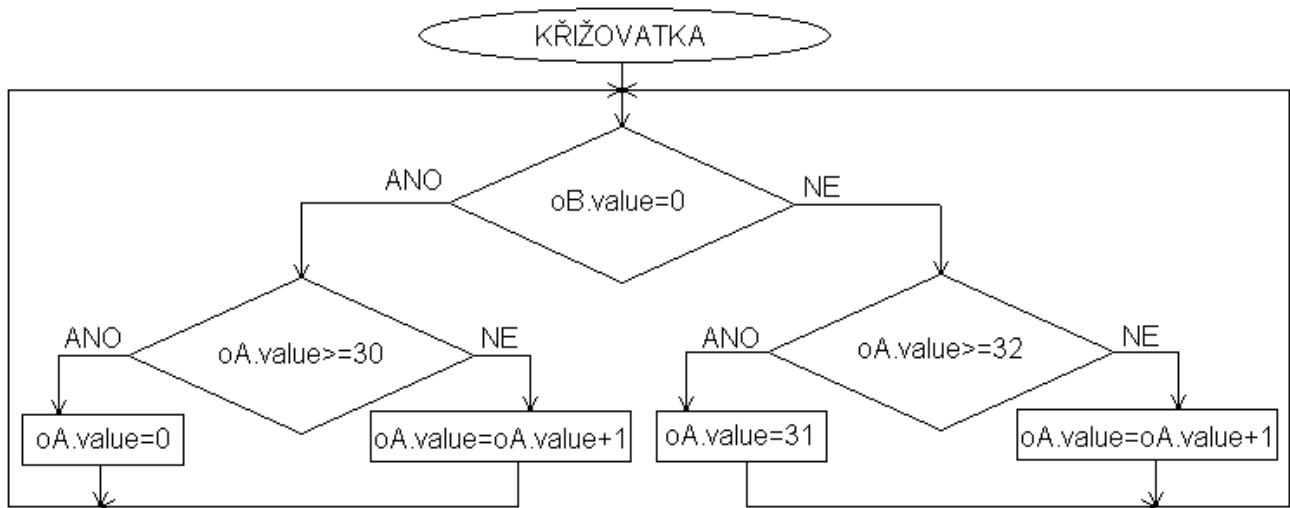 KŘIŽOVATKA
ANO
NE
oB.value=0
ANO
NE
oA.value>=30
ANO
NE
oA.value>=32
oA.value=0
oA.value=oA.value+1
oA.value=31
oA.value=oA.value+1